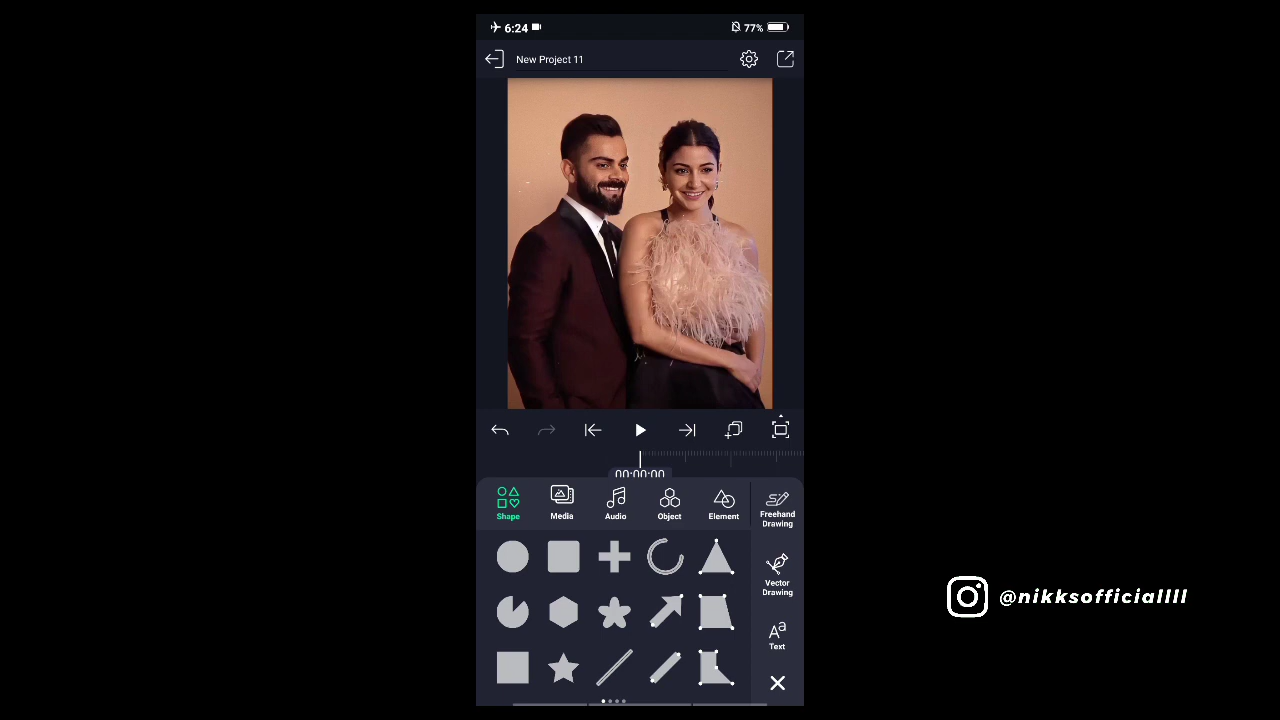 6:24
77%
New Project 11
00:00:00
Shape
Media
Audio
Object
Element
Freehand
Drawing
Vector
Drawing
Aa
Text
@nikksofficiallll